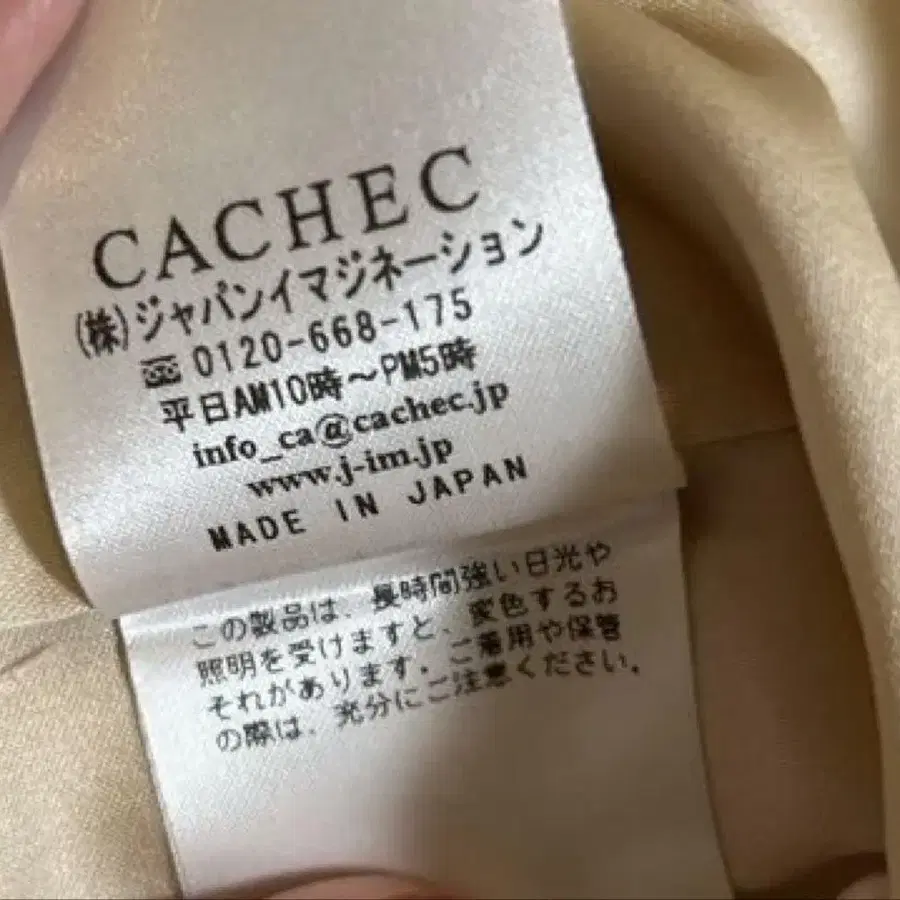 CACHEC
(株)ジャパンイマジネーション
☎0120-668-175
平日AM10時～PM5時
info_ca@cachec.jp
www.j-im.jp
MADE IN JAPAN
この製品は、長時間強い日光や
照明を受けますと、変色するお
それがあります。ご着用や保管
の際は、充分にご注意ください。